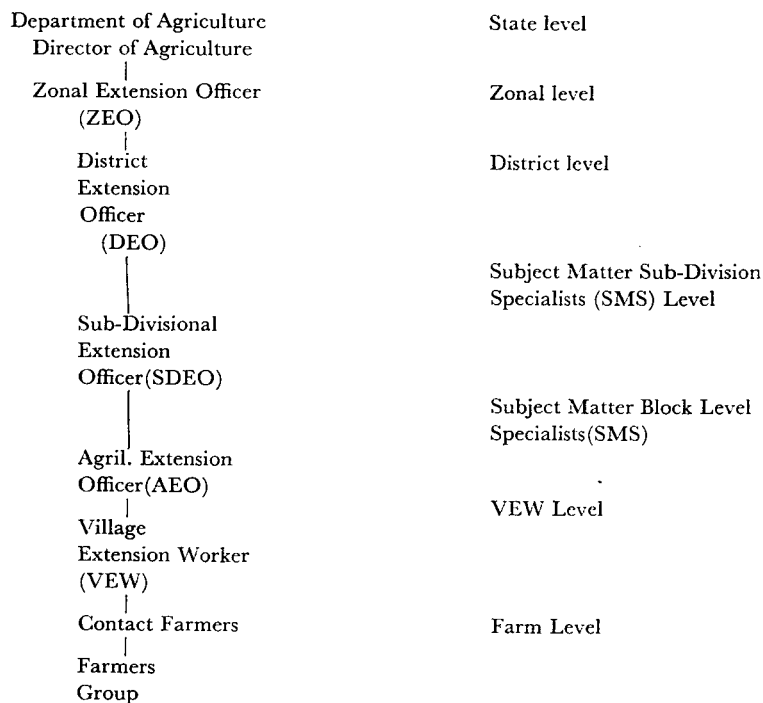 Department of Agriculture State level
Director of Agriculture
Zonal Extension Officer Zonal level
(ZEO)
District District level
Extension
Officer
(DEO)
Subject Matter Sub-Division
Specialists (SMS) Level
Sub-Divisional
Extension
Officer(SDEO)
Subject Matter Block Level
Specialists(SMS)
Agril. Extension
Officer(AEO)
VEW Level
Village
Extension Worker
(VEW)
Contact Farmers Farm Level
Farmers
Group